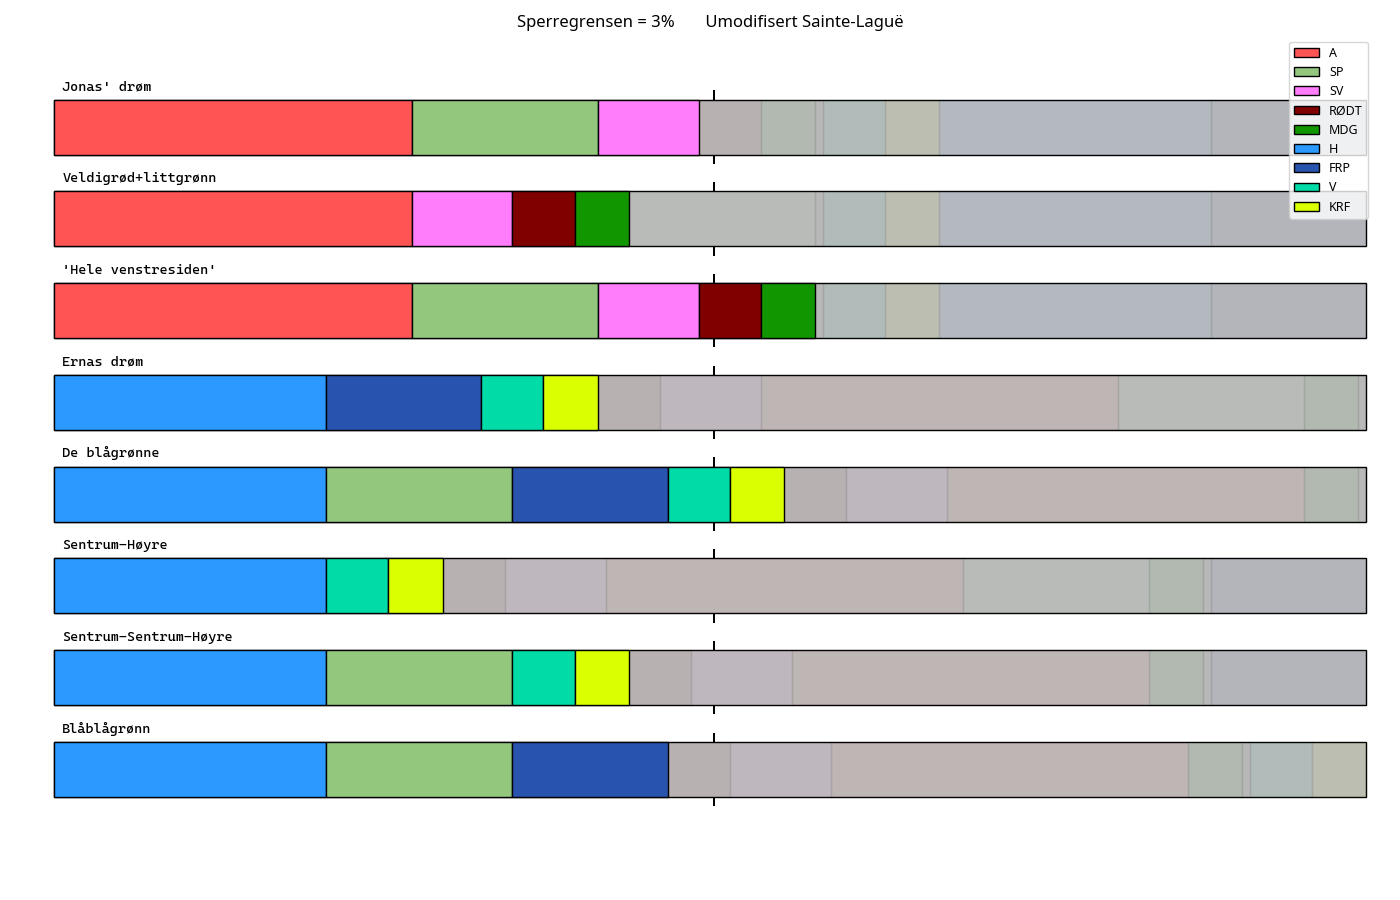 Sperregrensen = 3% Umodifisert Sainte-Laguë
A
SP
SV
RØDT
MDG
H
FRP
V
KRF
Jonas' drøm
Veldigrød+littgrønn
'Hele venstresiden'
Ernas drøm
De blågrønne
Sentrum-Høyre
Sentrum-Sentrum-Høyre
Blåblågrønn